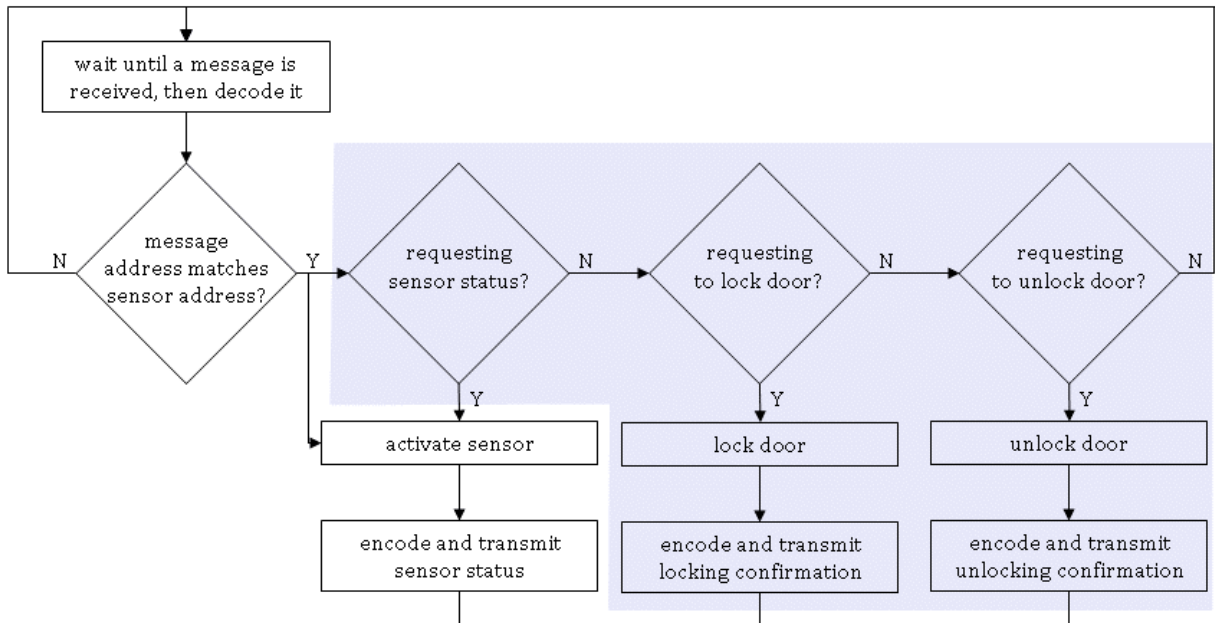 wait until a message is
received, then decode it
N
message
address matches
sensor address?
Y
requesting
sensor status?
N
requesting
to lock door?
N
requesting
to unlock door?
N
Y
Y
Y
activate sensor
lock door
unlock door
encode and transmit
sensor status
encode and transmit
locking confirmation
encode and transmit
unlocking confirmation